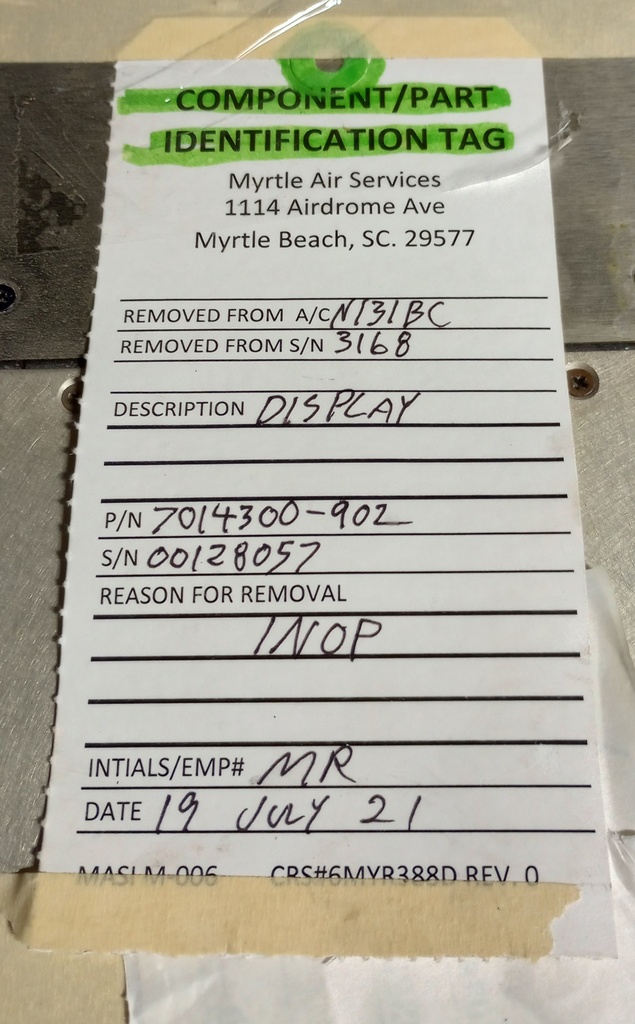 COMPONENT/PART
IDENTIFICATION TAG
Myrtle Air Services
1114 Airdrome Ave
Myrtle Beach, SC. 29577
REMOVED FROM A/C N131BC
REMOVED FROM S/N 3168
DESCRIPTION DISPLAY
P/N 7014300-902
S/N 00128057
REASON FOR REMOVAL
INOP
INTIALS/EMP# MR
DATE 19 JULY 21
MASLM-006 CRS#6MYR388D REV. 0